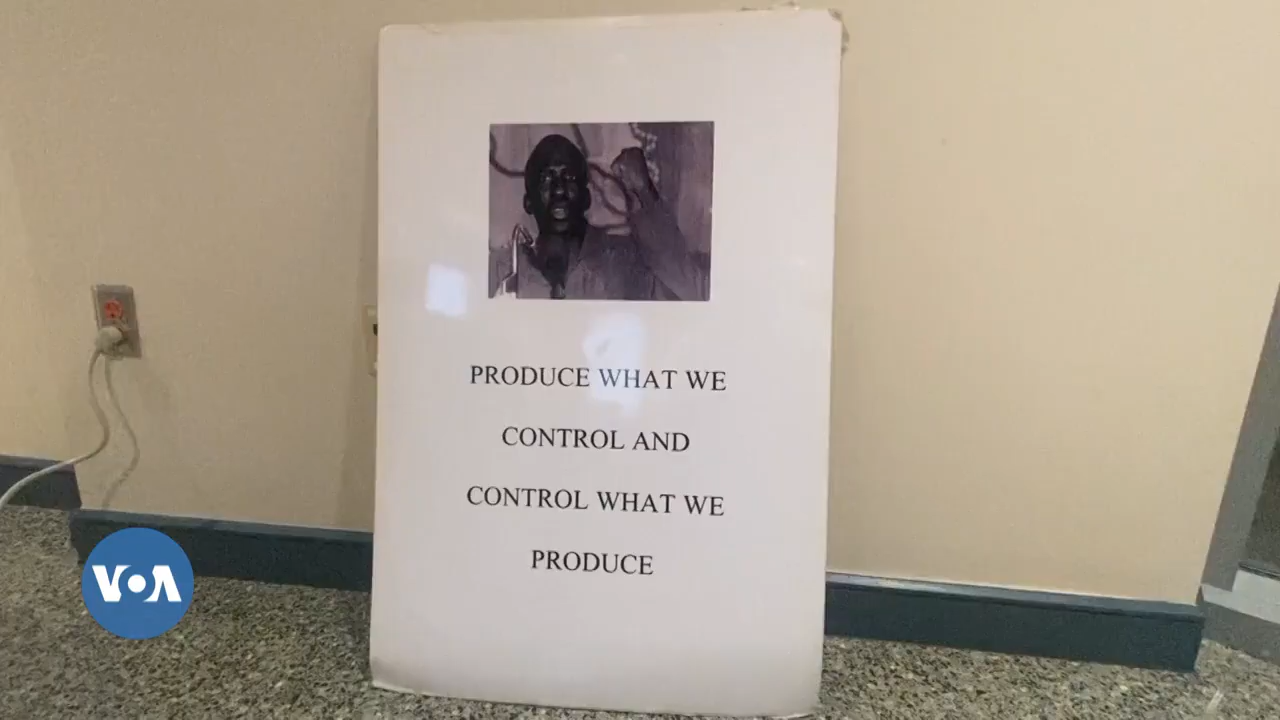 PRODUCE WHAT WE
CONTROL AND
CONTROL WHAT WE
PRODUCE
VOA